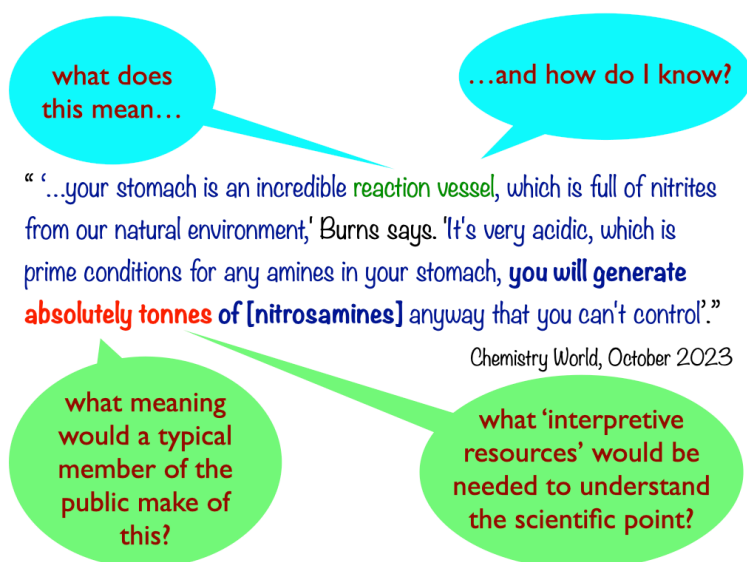 what does
this mean…
…and how do I know?
“ ‘…your stomach is an incredible reaction vessel, which is full of nitrites
from our natural environment,' Burns says. 'It's very acidic, which is
prime conditions for any amines in your stomach, you will generate
absolutely tonnes of [nitrosamines] anyway that you can't control’.”
Chemistry World, October 2023
what meaning
would a typical
member of the
public make of
this?
what ‘interpretive
resources’ would be
needed to understand
the scientific point?